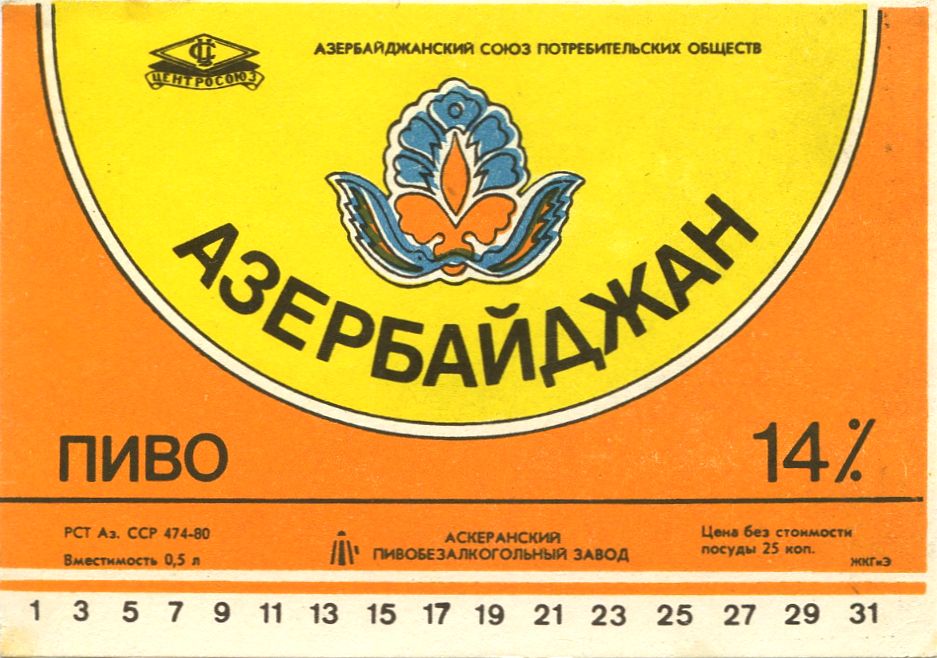 ЦЕНТРОСОЮЗ
АЗЕРБАЙДЖАНСКИЙ СОЮЗ ПОТРЕБИТЕЛЬСКИХ ОБЩЕСТВ
АЗЕРБАЙДЖАН
ПИВО
14%
РСТ Аз. ССР 474-80
Вместимость 0,5 л
АСКЕРАНСКИЙ
ПИВОБЕЗАЛКОГОЛЬНЫЙ ЗАВОД
Цена без стоимости
посуды 25 коп.
ЖКГиЭ
1 3 5 7 9 11 13 15 17 19 21 23 25 27 29 31